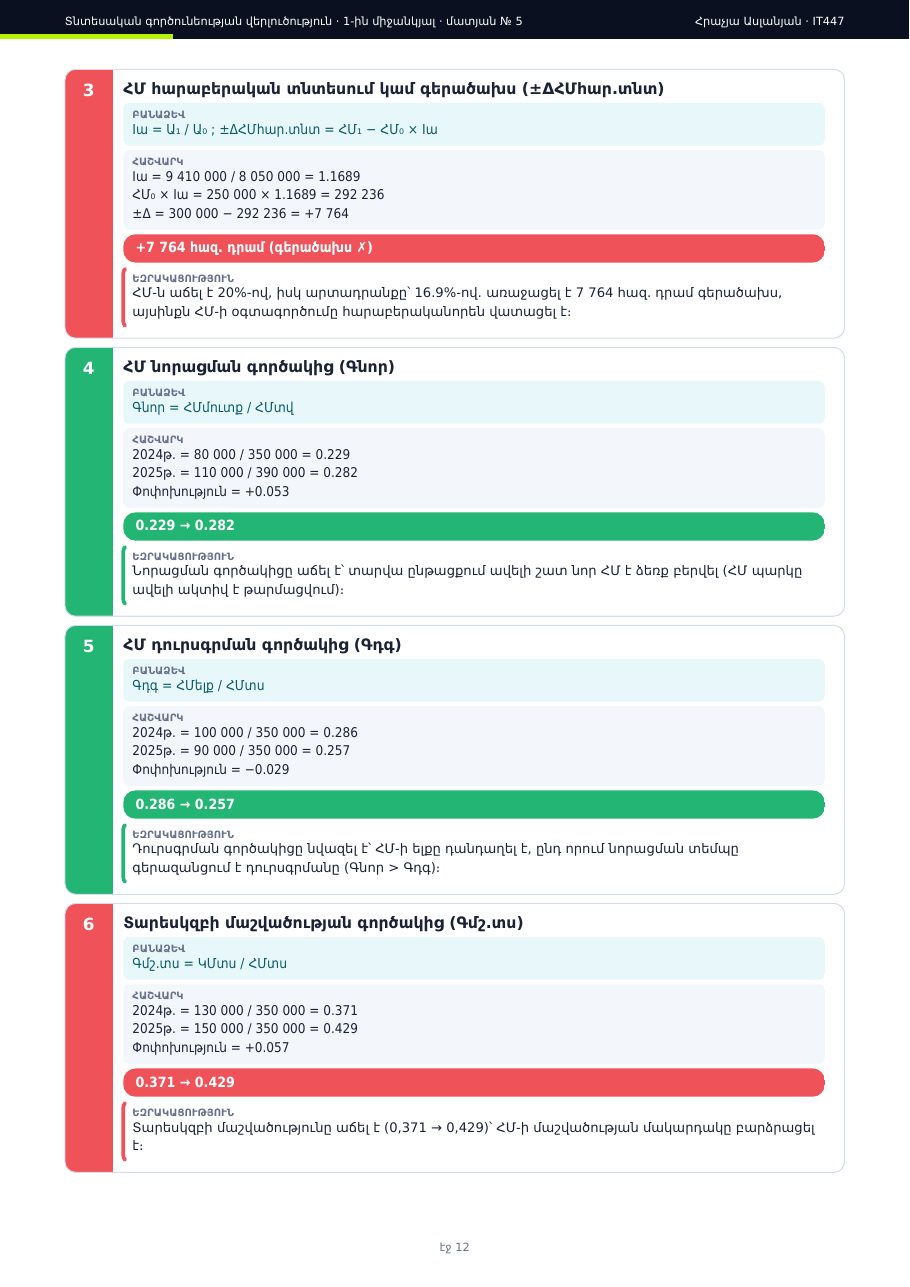 Տնտեսական գործունեության վերլուծություն · 1-ին միջանկյալ · մատյան № 5
Հրաչյա Ասլանյան · IT447
3
ՀՄ հարաբերական տնտեսում կամ գերածախս (±ΔՀՄհար.տնտ)
ԲԱՆԱՁԵՎ
Iա = Ա₁ / Ա₀ ; ±ΔՀՄհար.տնտ = ՀՄ₁ − ՀՄ₀ × Iա
ՀԱՇՎԱՐԿ
Iա = 9 410 000 / 8 050 000 = 1.1689
ՀՄ₀ × Iա = 250 000 × 1.1689 = 292 236
±Δ = 300 000 − 292 236 = +7 764
+7 764 հազ. դրամ (գերածախս ✗)
ԵԶՐԱԿԱՑՈՒԹՅՈՒՆ
ՀՄ-ն աճել է 20%-ով, իսկ արտադրանքը՝ 16.9%-ով. առաջացել է 7 764 հազ. դրամ գերածախս,
այսինքն ՀՄ-ի օգտագործումը հարաբերականորեն վատացել է։
4
ՀՄ նորացման գործակից (Գնոր)
ԲԱՆԱՁԵՎ
Գնոր = ՀՄմուտք / ՀՄտվ
ՀԱՇՎԱՐԿ
2024թ. = 80 000 / 350 000 = 0.229
2025թ. = 110 000 / 390 000 = 0.282
Փոփոխություն = +0.053
0.229 → 0.282
ԵԶՐԱԿԱՑՈՒԹՅՈՒՆ
Նորացման գործակիցը աճել է՝ տարվա ընթացքում ավելի շատ նոր ՀՄ է ձեռք բերվել (ՀՄ պարկը
ավելի ակտիվ է թարմացվում)։
5
ՀՄ դուրսգրման գործակից (Գդգ)
ԲԱՆԱՁԵՎ
Գդգ = ՀՄելք / ՀՄտս
ՀԱՇՎԱՐԿ
2024թ. = 100 000 / 350 000 = 0.286
2025թ. = 90 000 / 350 000 = 0.257
Փոփոխություն = −0.029
0.286 → 0.257
ԵԶՐԱԿԱՑՈՒԹՅՈՒՆ
Դուրսգրման գործակիցը նվազել է՝ ՀՄ-ի ելքը դանդաղել է, ընդ որում նորացման տեմպը
գերազանցում է դուրսգրմանը (Գնոր > Գդգ)։
6
Տարեսկզբի մաշվածության գործակից (Գմշ.տս)
ԲԱՆԱՁԵՎ
Գմշ.տս = ԿՄտս / ՀՄտս
ՀԱՇՎԱՐԿ
2024թ. = 130 000 / 350 000 = 0.371
2025թ. = 150 000 / 350 000 = 0.429
Փոփոխություն = +0.057
0.371 → 0.429
ԵԶՐԱԿԱՑՈՒԹՅՈՒՆ
Տարեսկզբի մաշվածությունը աճել է (0,371 → 0,429)՝ ՀՄ-ի մաշվածության մակարդակը բարձրացել
է։
էջ 12